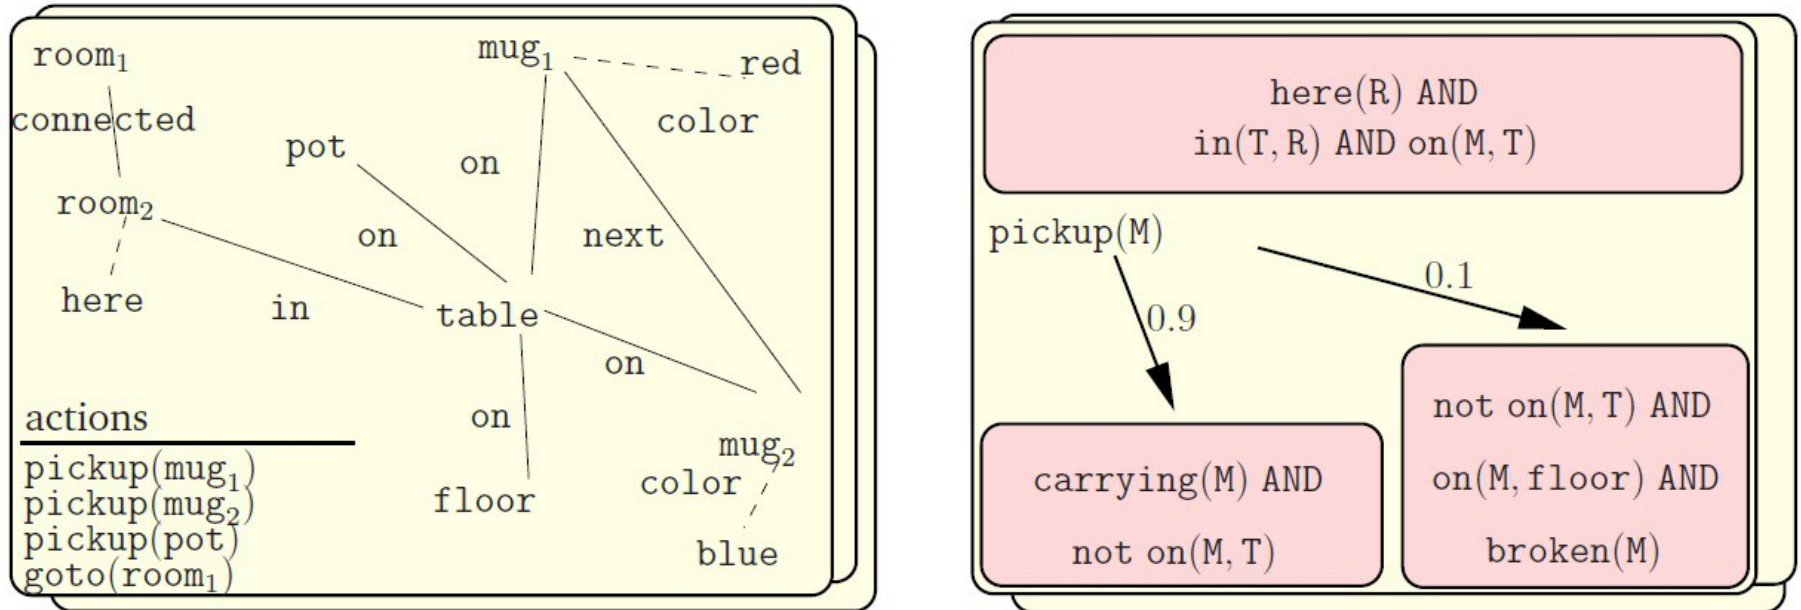 room₁
mug₁
red
connected
color
pot
on
room₂
on
next
here
in
table
on
actions
on
mug₂
pickup(mug₁)
color
pickup(mug₂)
floor
pickup(pot)
blue
goto(room₁)
here(R) AND
in(T, R) AND on(M, T)
pickup(M)
0.1
0.9
carrying(M) AND
not on(M, T)
not on(M, T) AND
on(M, floor) AND
broken(M)